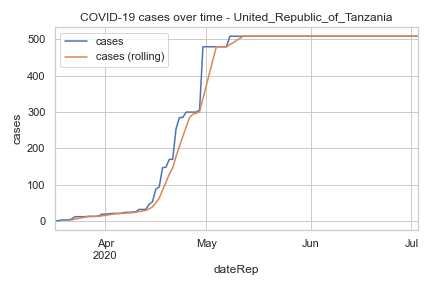 COVID-19 cases over time - United_Republic_of_Tanzania
cases
cases (rolling)
500
400
300
200
100
0
cases
Apr
2020
May
Jun
Jul
dateRep